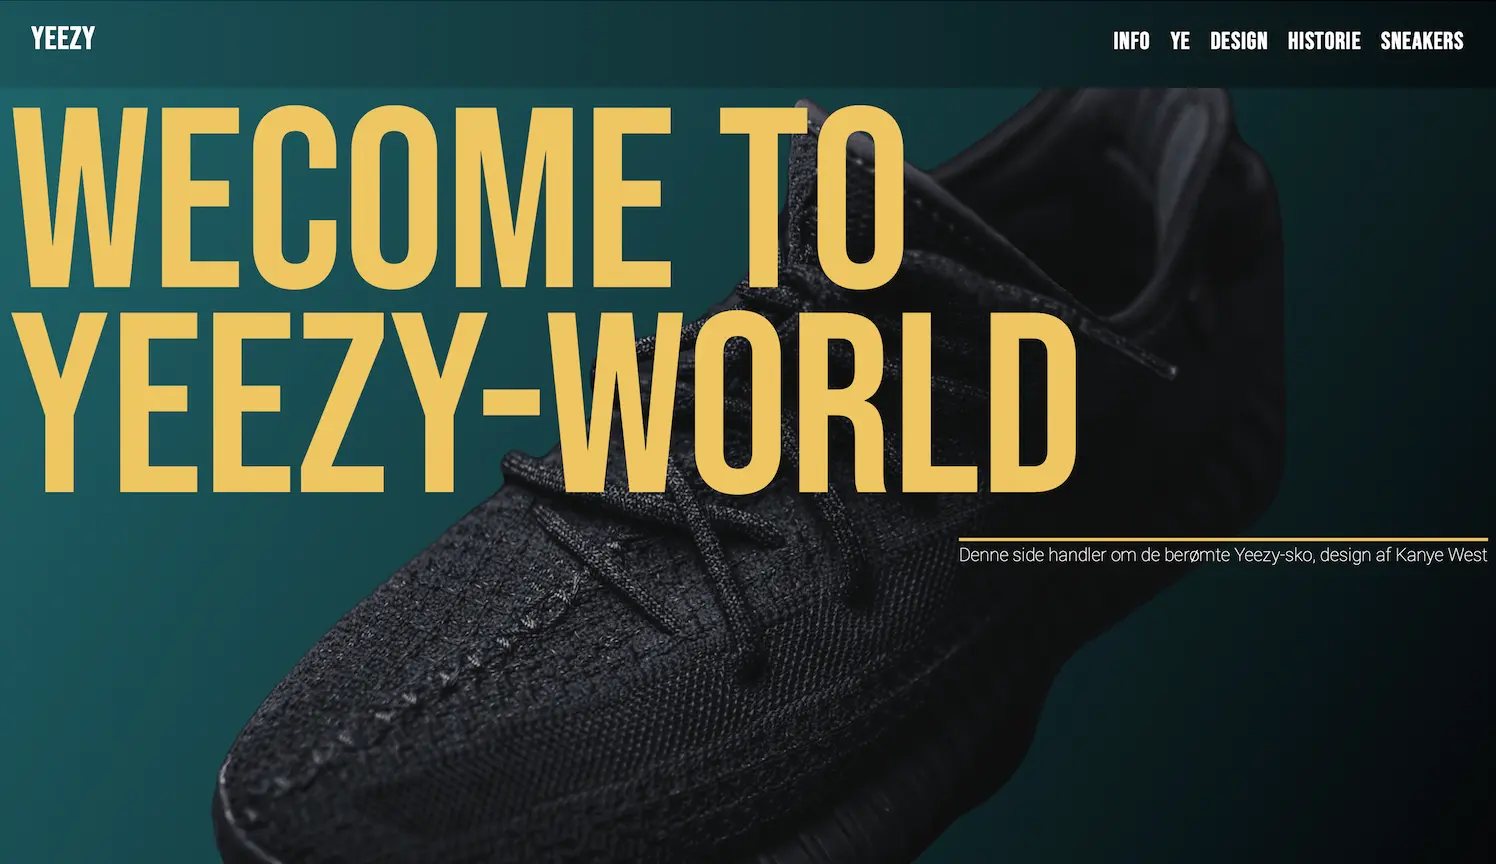 YEEZY
INFO YE DESIGN HISTORIE SNEAKERS
WECOME TO
YEEZY-WORLD
Denne side handler om de berømte Yeezy-sko, design af Kanye West